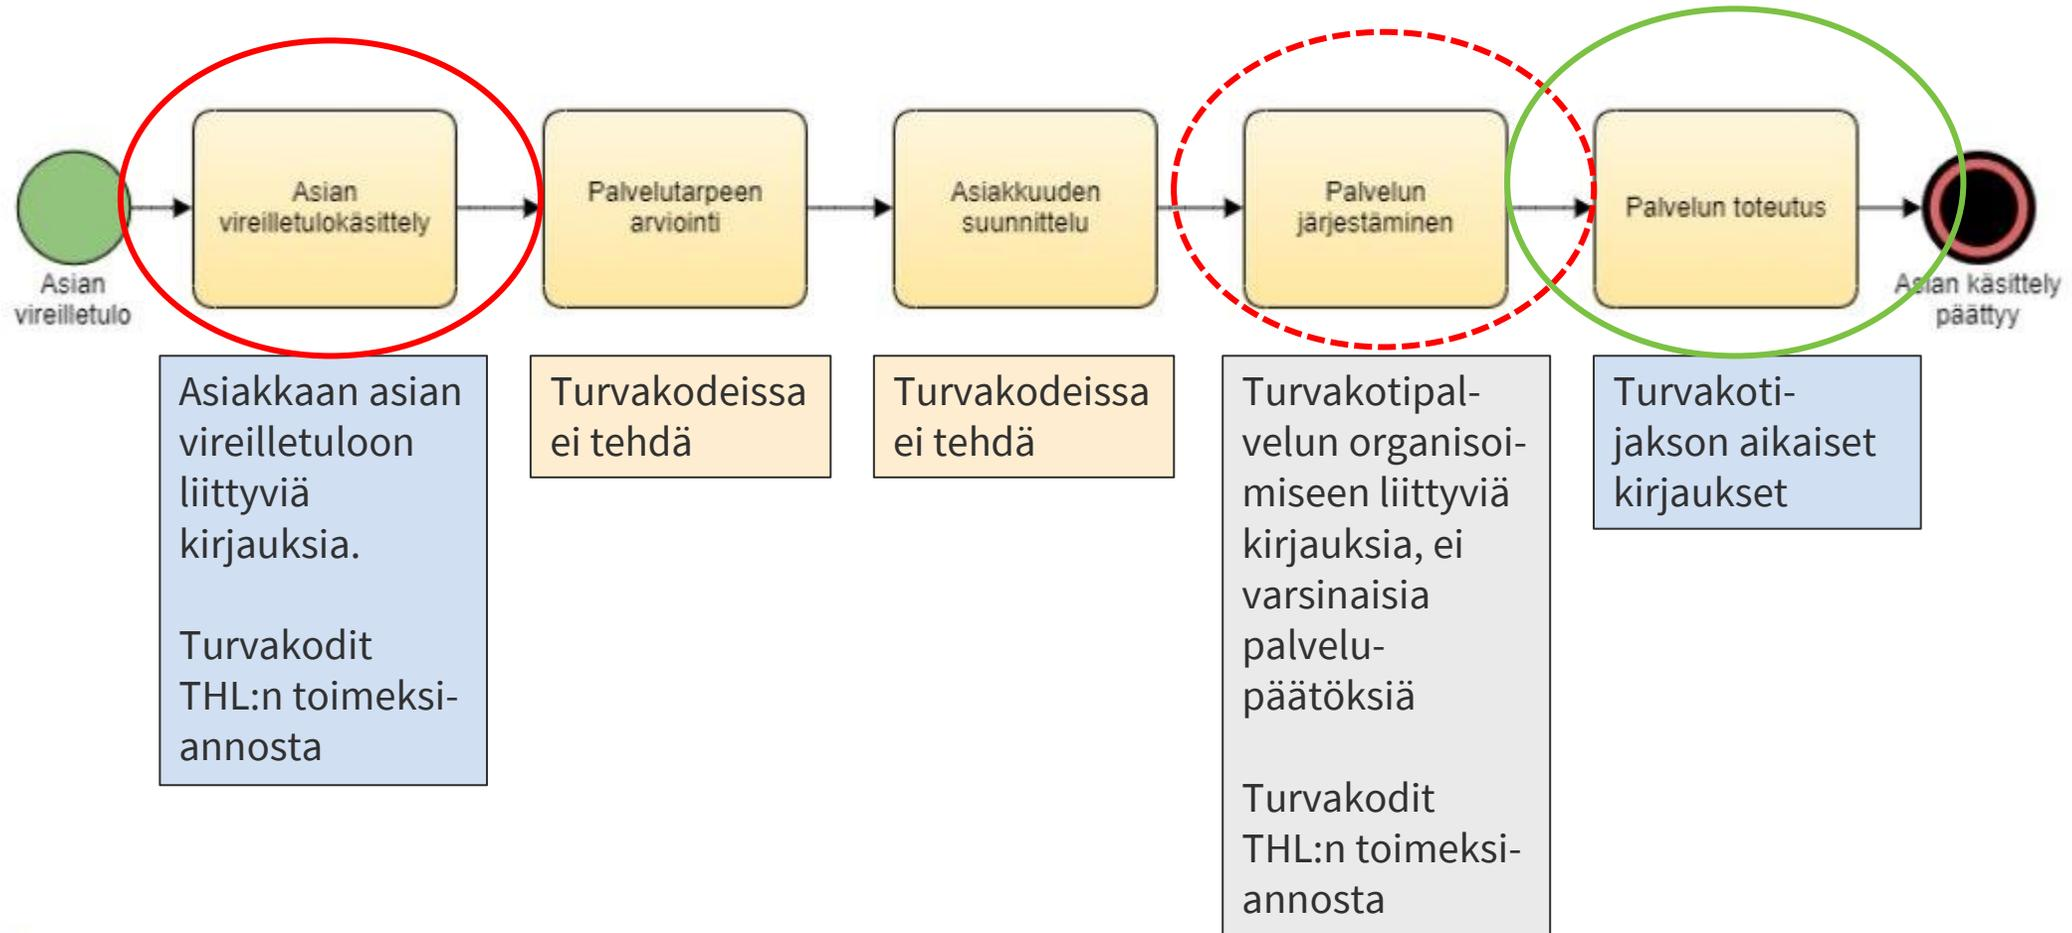 Asian
vireilletulo
Asian
vireilletulokäsittely
Palvelutarpeen
arviointi
Asiakkuuden
suunnittelu
Palvelun
järjestäminen
Palvelun toteutus
Asian käsittely
päättyy
Asiakkaan asian
vireilletuloon
liittyviä
kirjauksia.
Turvakodit
THL:n toimeksi-
annosta
Turvakodeissa
ei tehdä
Turvakodeissa
ei tehdä
Turvakotipal-
velun organisoi-
miseen liittyviä
kirjauksia, ei
varsinaisia
palvelu-
päätöksiä
Turvakodit
THL:n toimeksi-
annosta
Turvakoti-
jakson aikaiset
kirjaukset